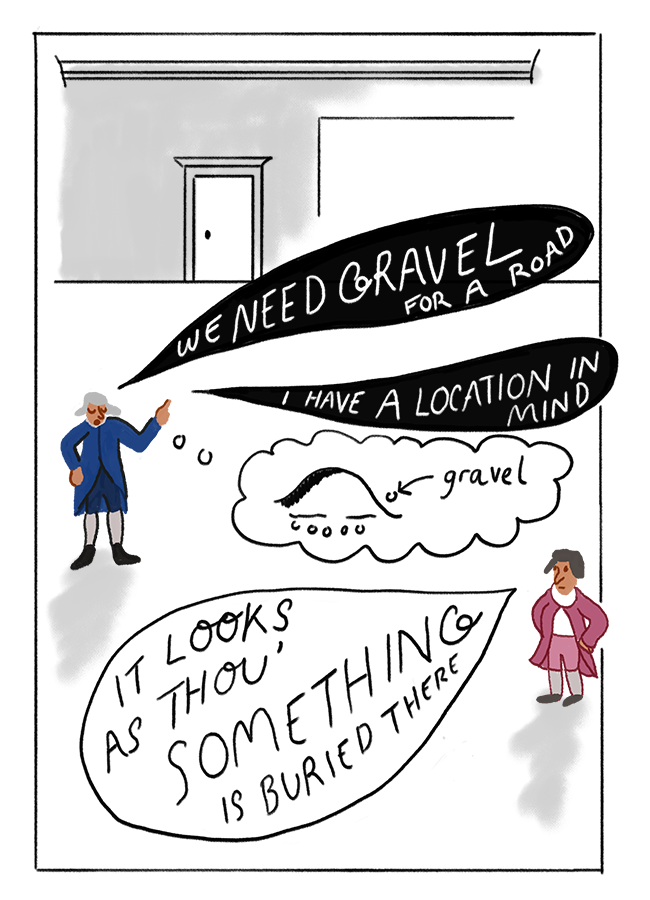 WE NEED GRAVEL
FOR A ROAD
I HAVE A LOCATION IN
MIND
gravel
IT LOOKS
AS THOU'
SOMETHING
IS BURIED THERE